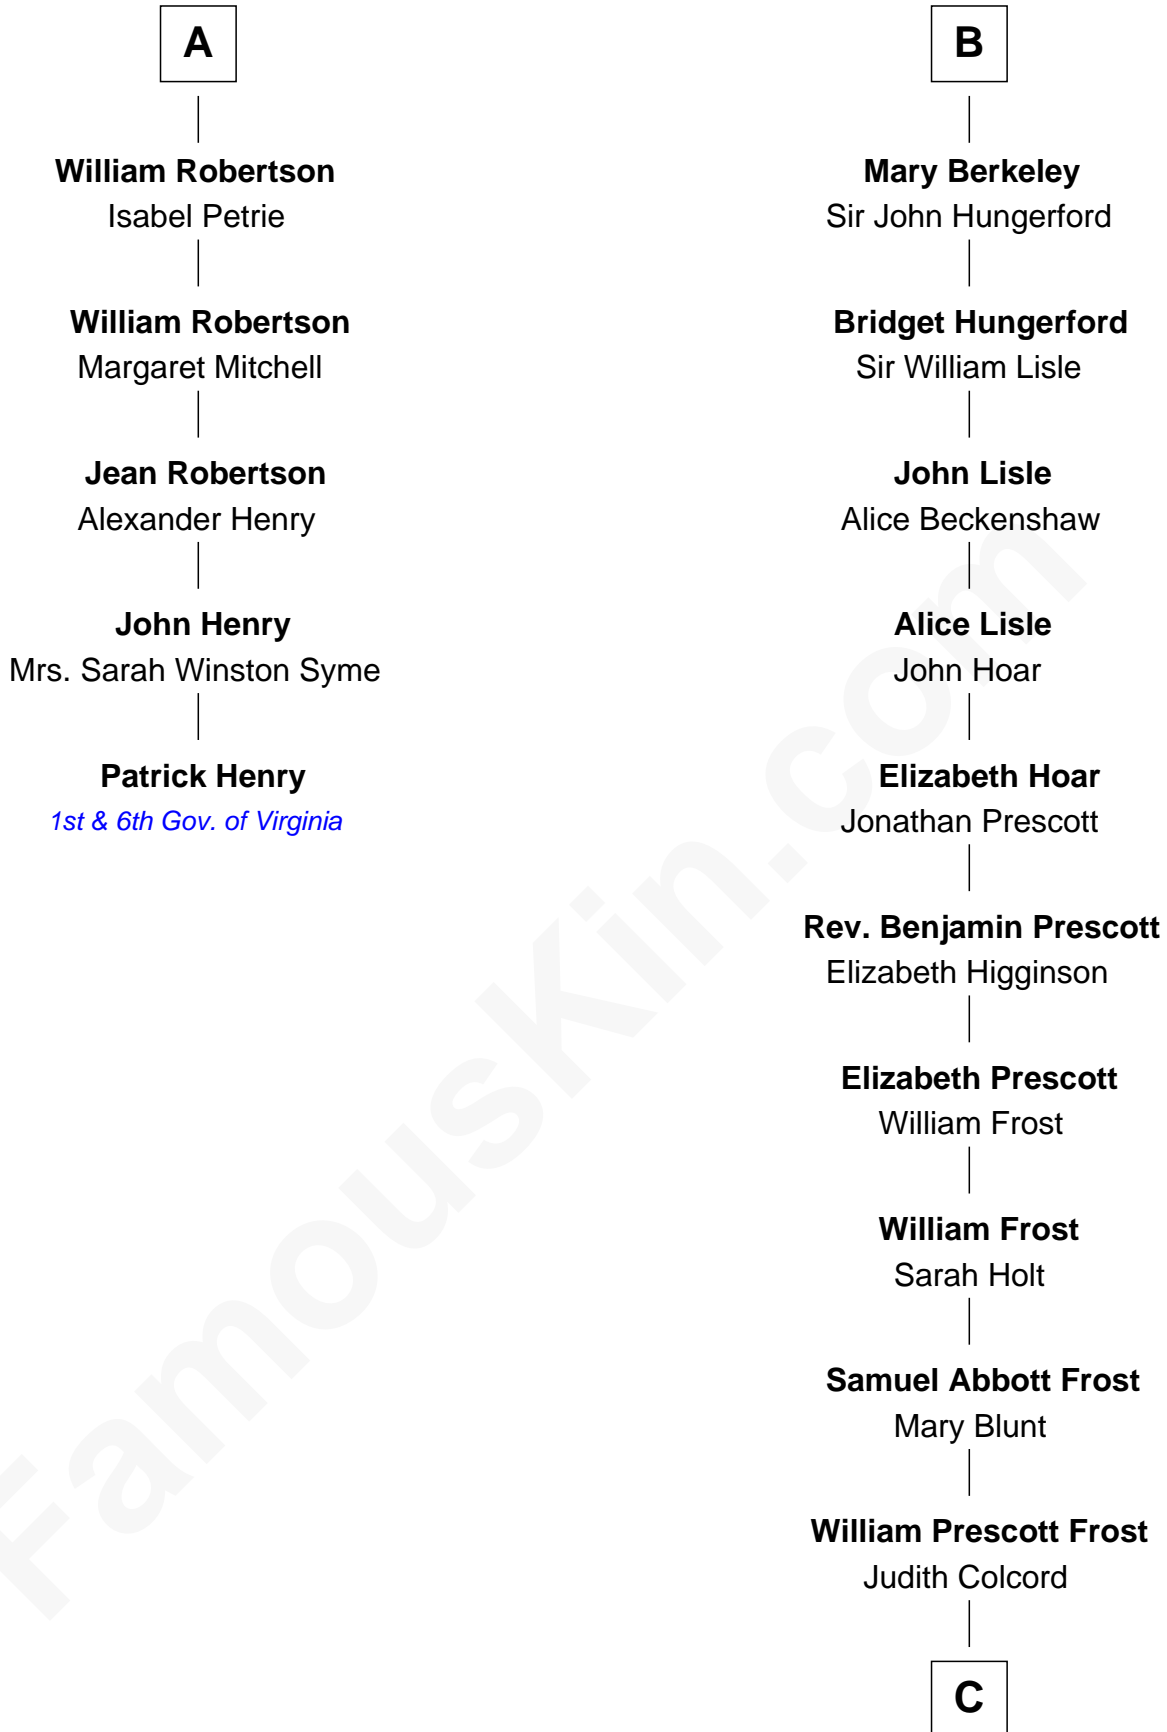 A
William Robertson
Isabel Petrie
William Robertson
Margaret Mitchell
Jean Robertson
Alexander Henry
John Henry
Mrs. Sarah Winston Syme
Patrick Henry
1st & 6th Gov. of Virginia
B
Mary Berkeley
Sir John Hungerford
Bridget Hungerford
Sir William Lisle
John Lisle
Alice Beckenshaw
Alice Lisle
John Hoar
Elizabeth Hoar
Jonathan Prescott
Rev. Benjamin Prescott
Elizabeth Higginson
Elizabeth Prescott
William Frost
William Frost
Sarah Holt
Samuel Abbott Frost
Mary Blunt
William Prescott Frost
Judith Colcord
C
FamousKin.com